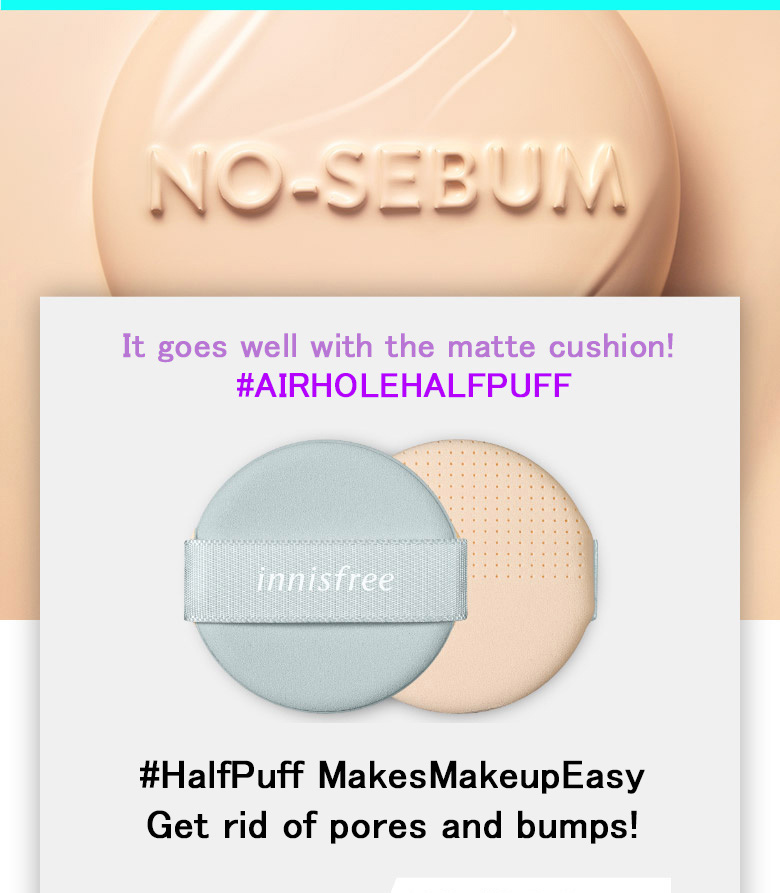 NO-SEBUM
It goes well with the matte cushion!
#AIRHOLEHALFPUFF
innisfree
#HalfPuff MakesMakeupEasy
Get rid of pores and bumps!